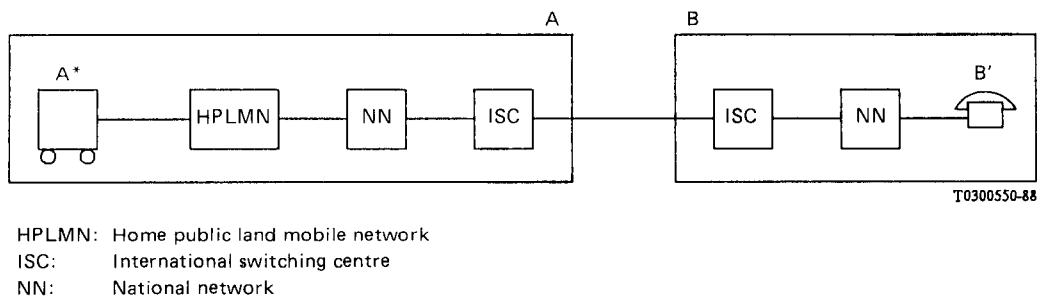 A B
A* B'
HPLMN NN ISC ISC NN
T0300550-88
HPLMN: Home public land mobile network
ISC: International switching centre
NN: National network